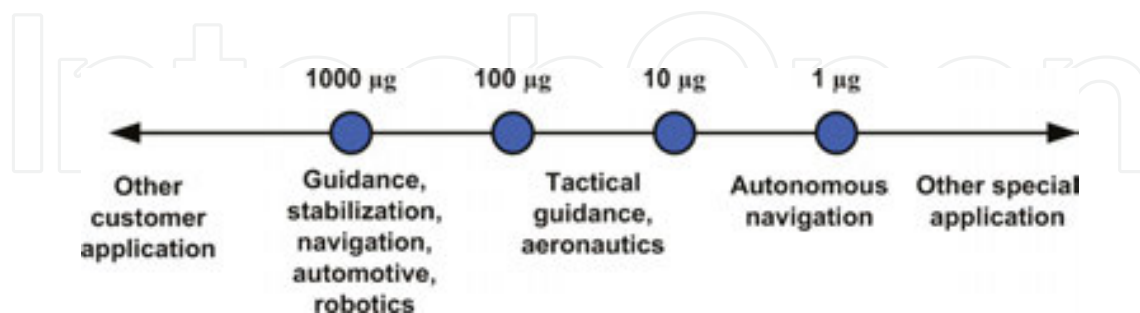 IntechOpen
1000 µg 100 µg 10 µg 1 µg
Other
customer
application
Guidance,
stabilization,
navigation,
automotive,
robotics
Tactical
guidance,
aeronautics
Autonomous
navigation
Other special
application